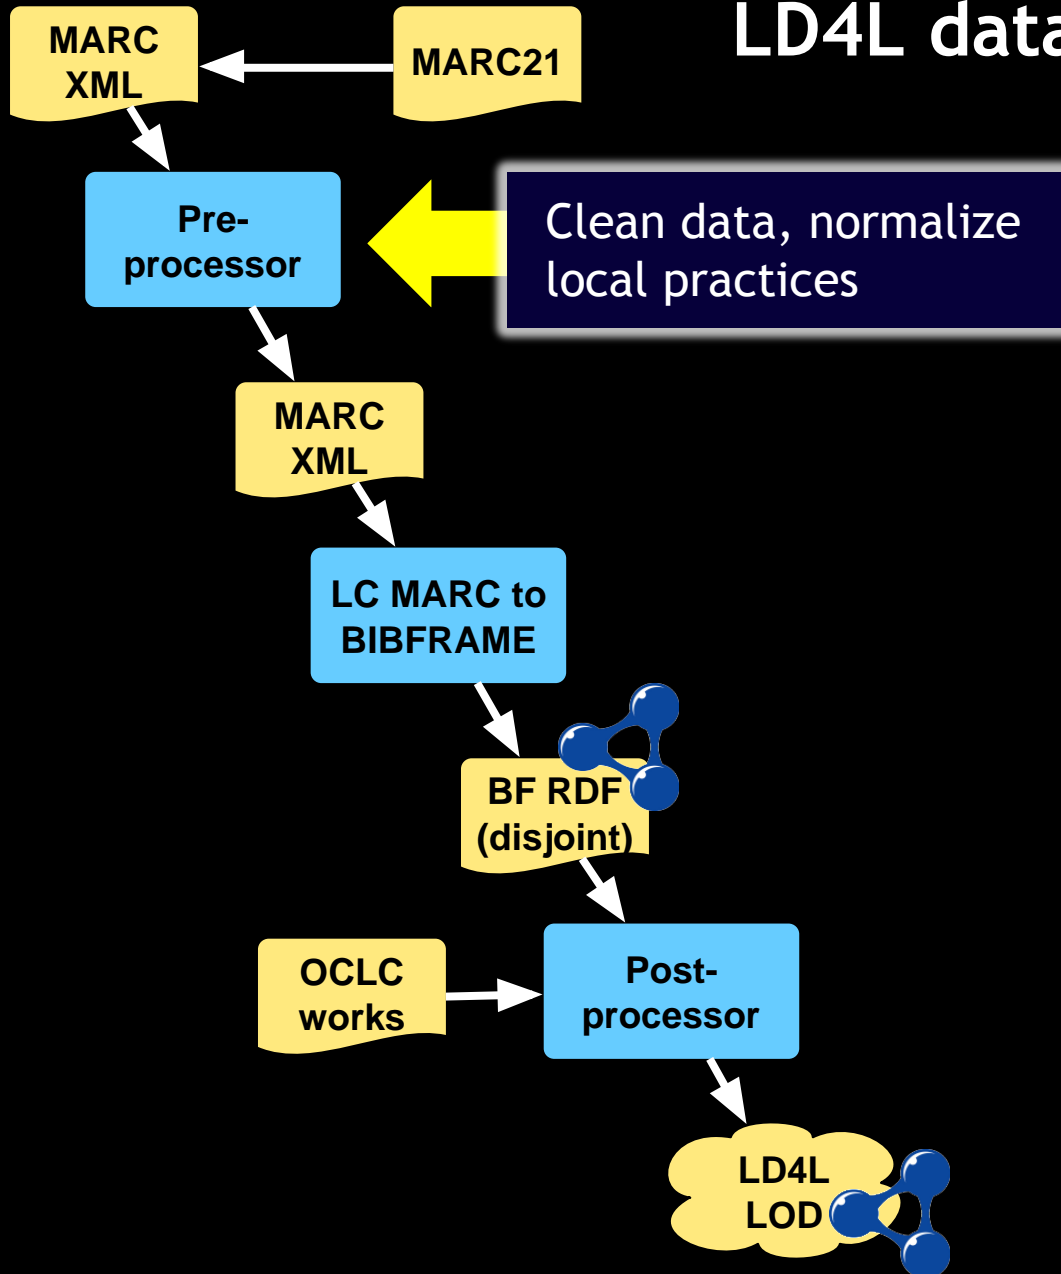 LD4L data
MARC
XML
MARC21
Pre-
processor
Clean data, normalize
local practices
MARC
XML
LC MARC to
BIBFRAME
BF RDF
(disjoint)
OCLC
works
Post-
processor
LD4L
LOD